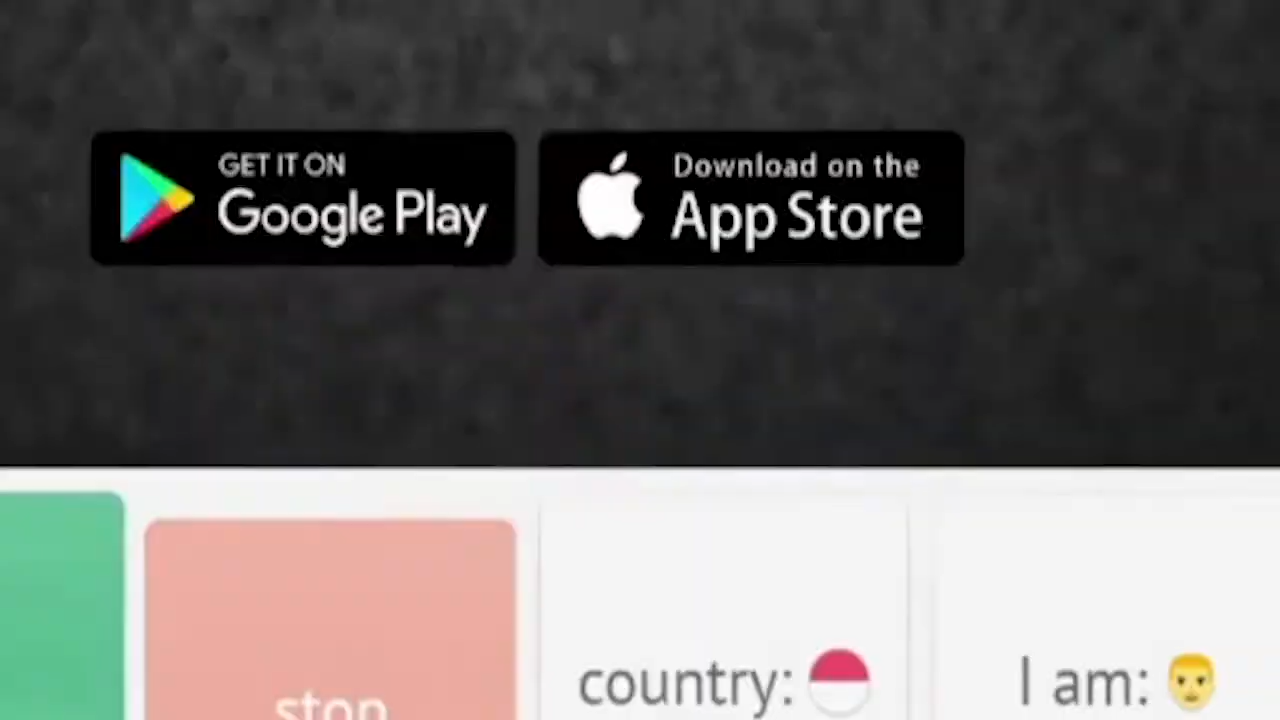 GET IT ON
Google Play
Download on the
App Store
stop
country:
I am: